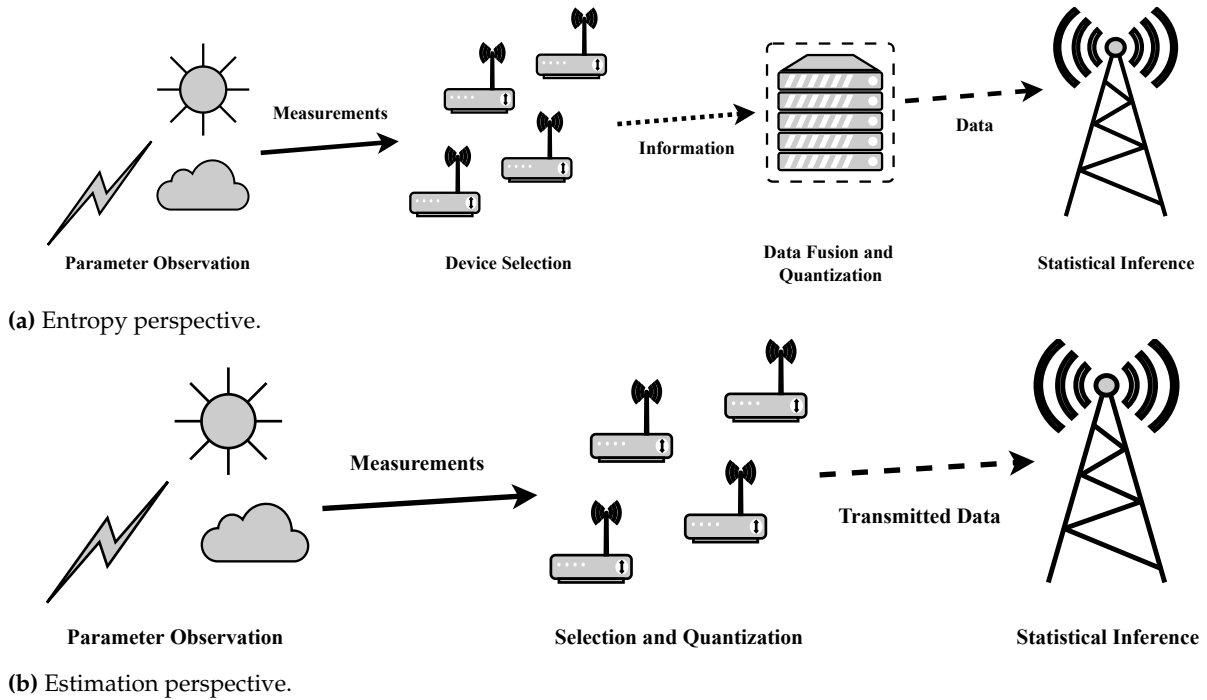 Measurements
Information
Data
Parameter Observation
Device Selection
Data Fusion and
Quantization
Statistical Inference
(a) Entropy perspective.
Measurements
Transmitted Data
Parameter Observation
Selection and Quantization
Statistical Inference
(b) Estimation perspective.